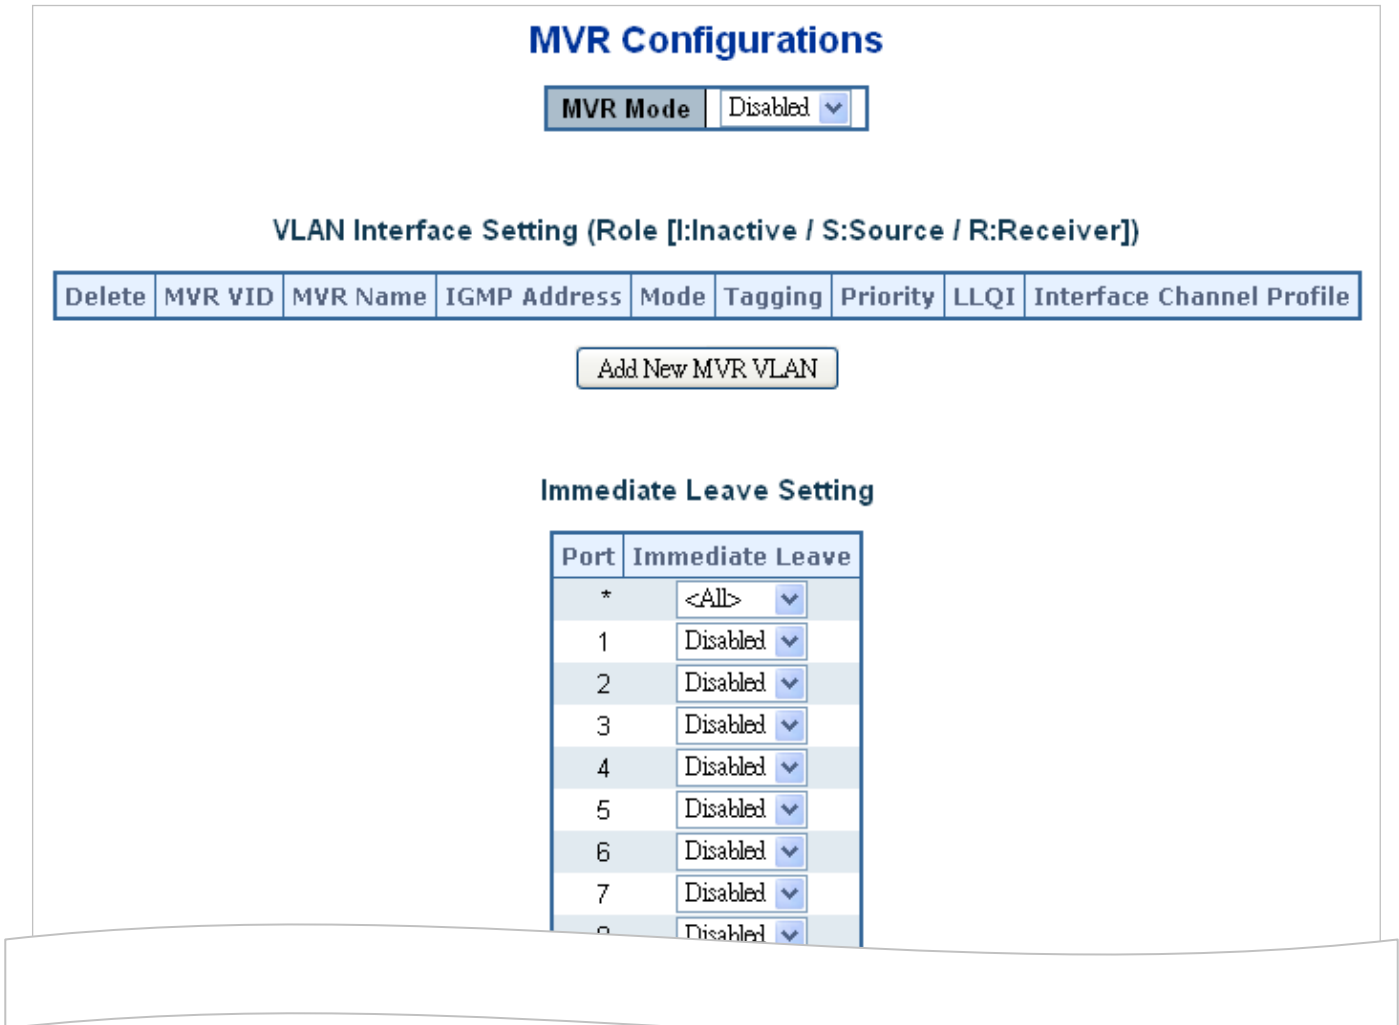 MVR Configurations
MVR Mode Disabled
VLAN Interface Setting (Role [I:Inactive / S:Source / R:Receiver])
Delete MVR VID MVR Name IGMP Address Mode Tagging Priority LLQI Interface Channel Profile
Add New MVR VLAN
Immediate Leave Setting
Port Immediate Leave
* <All>
1 Disabled
2 Disabled
3 Disabled
4 Disabled
5 Disabled
6 Disabled
7 Disabled
Disabled